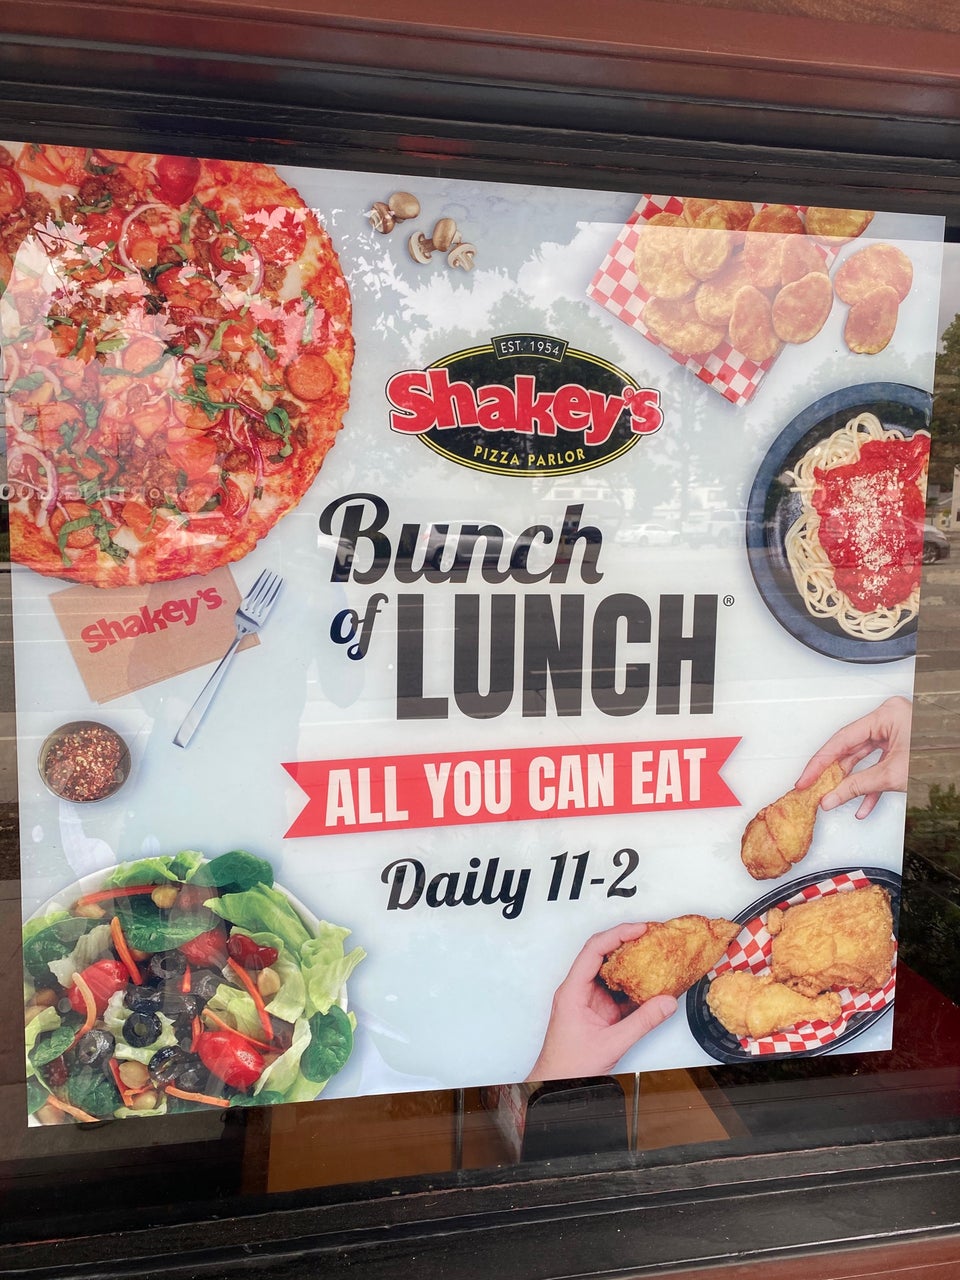 EST. 1954
Shakey's
PIZZA PARLOR
Bunch
of LUNCH®
Shakey's
ALL YOU CAN EAT
Daily 11-2